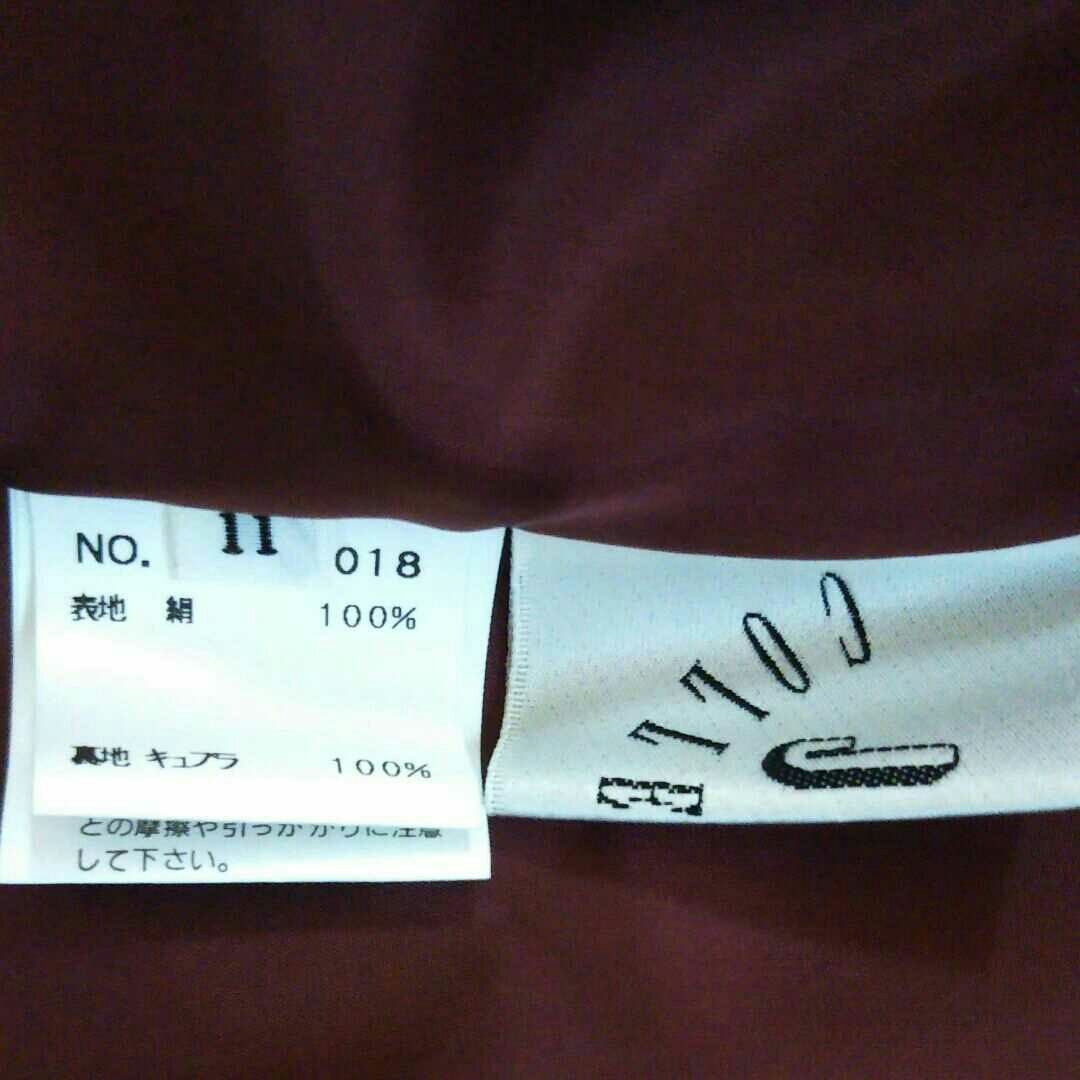 NO. 11 018
表地 絹 100%
裏地 キュプラ 100%
との摩擦や引っかかりに注意
して下さい。